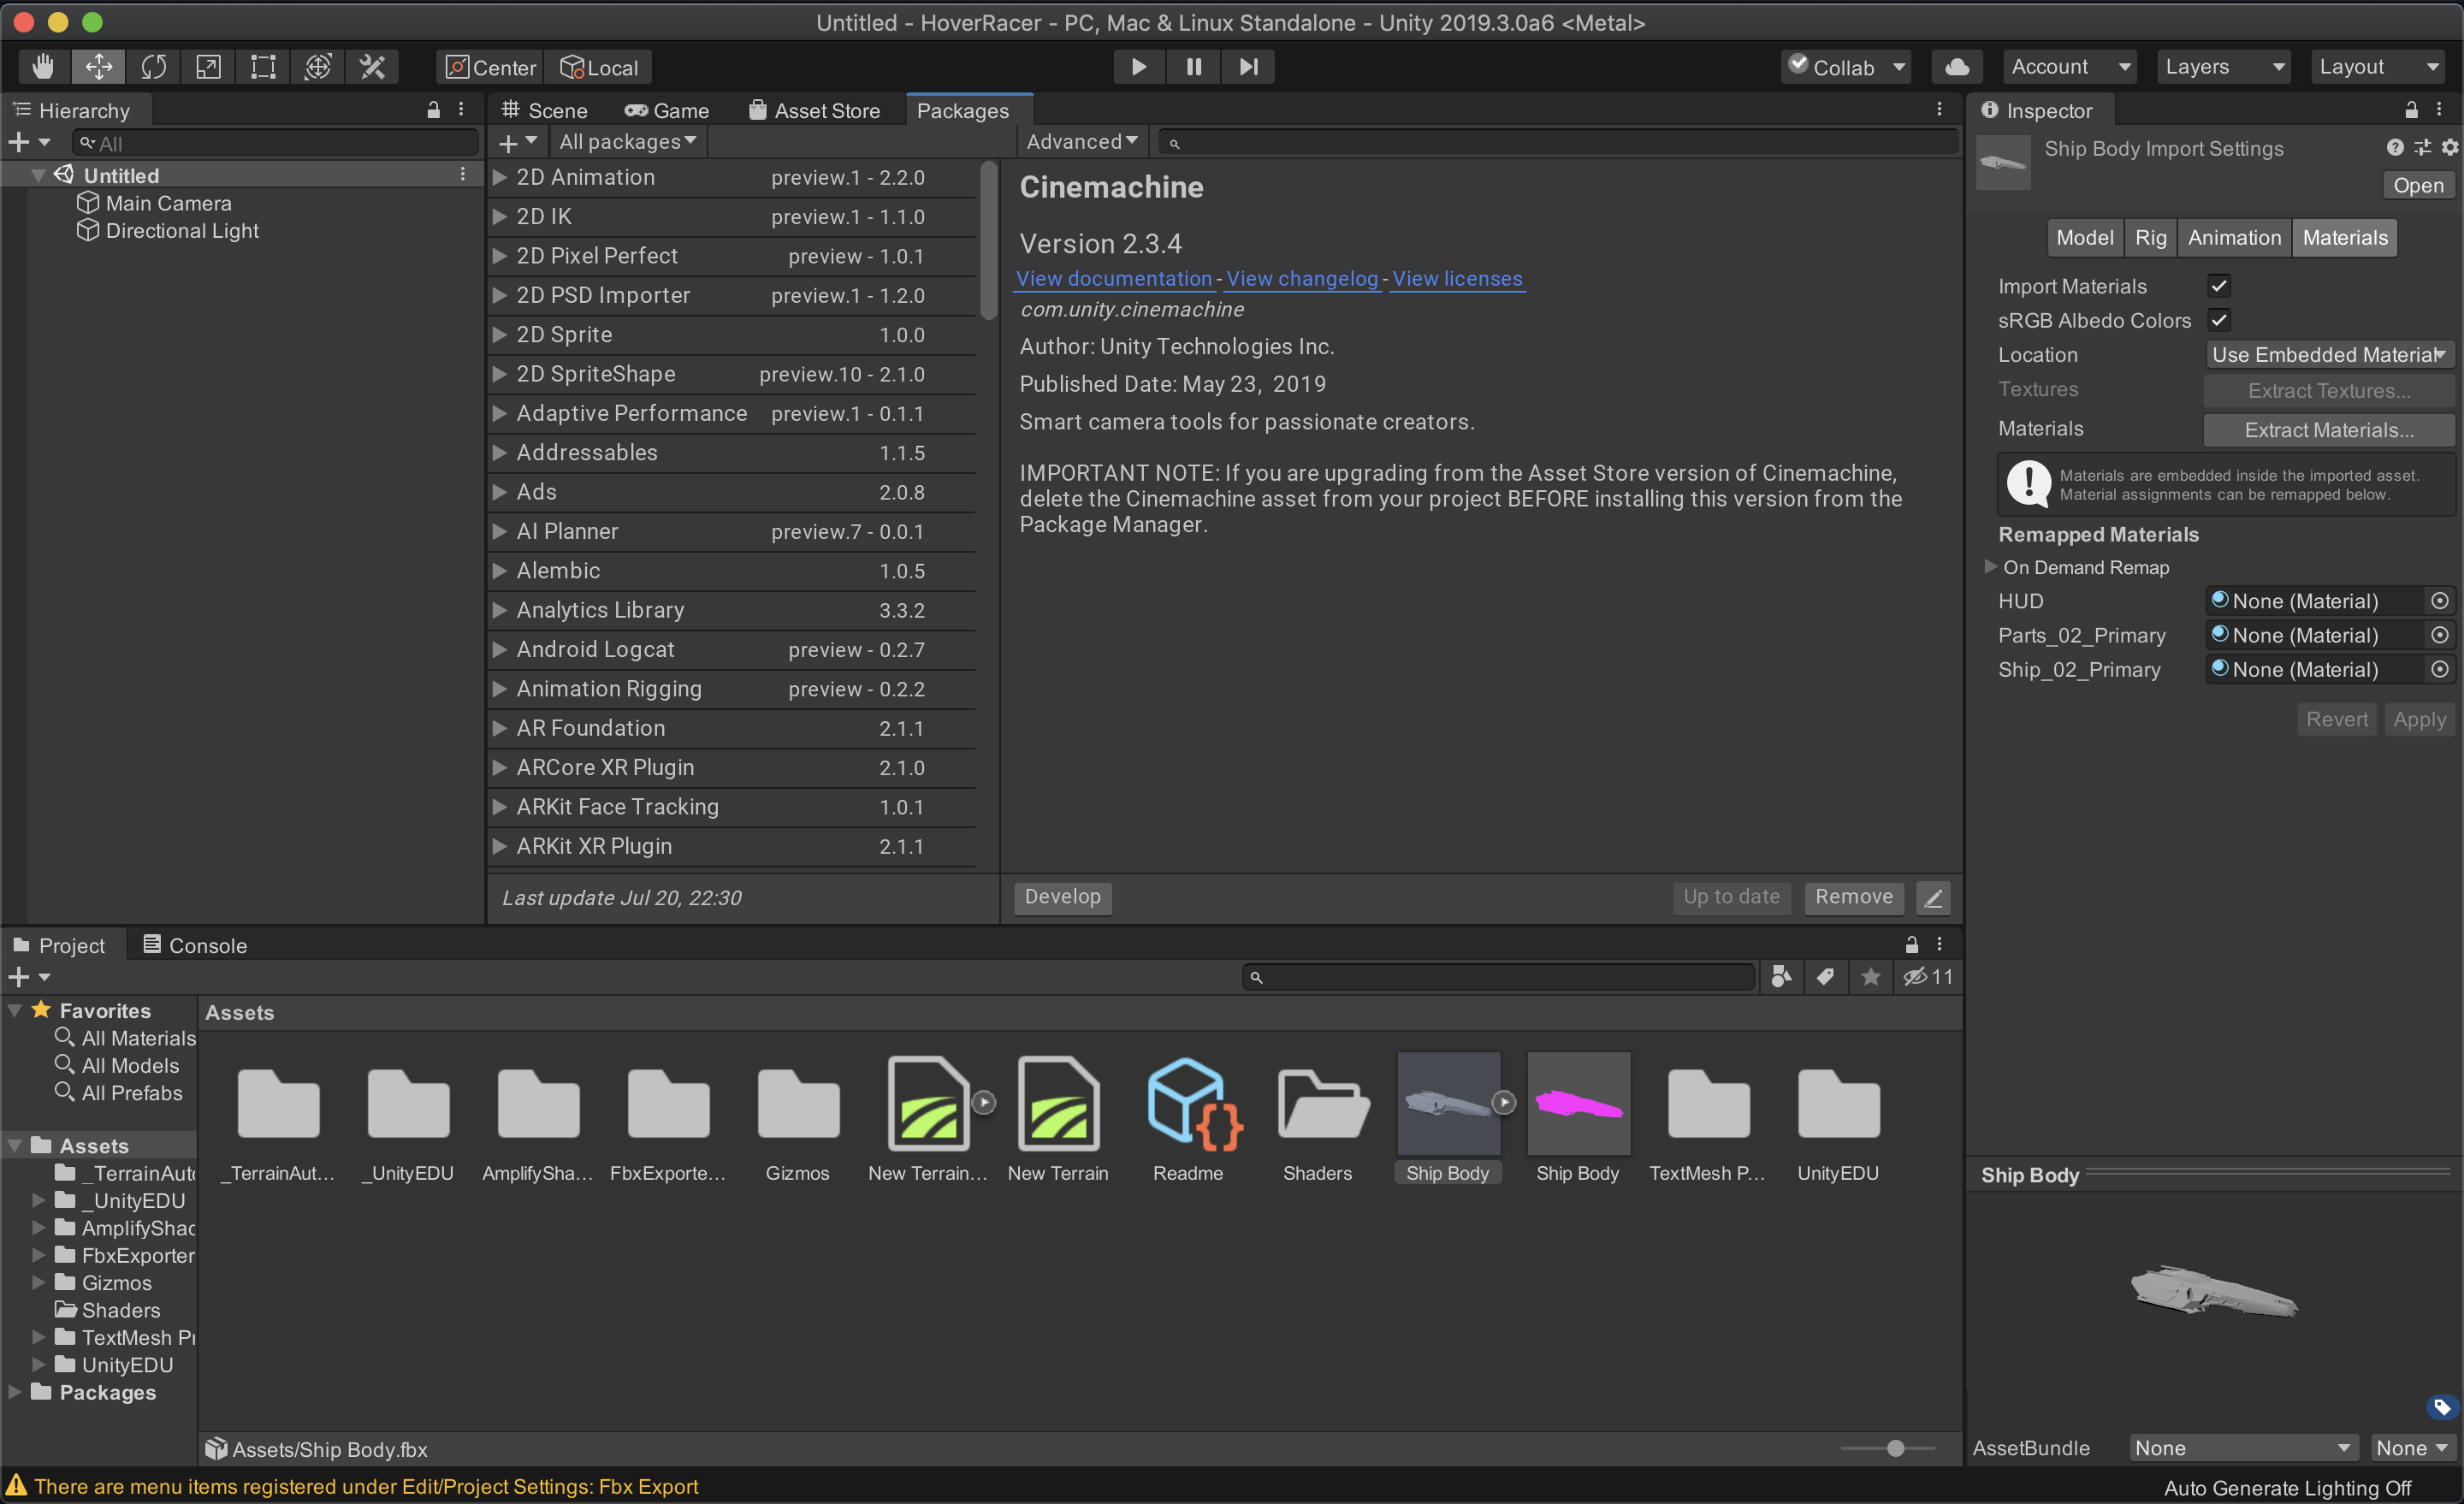 Untitled - HoverRacer - PC, Mac & Linux Standalone - Unity 2019.3.0a6 <Metal>
Center Local Collab Account Layers Layout
Hierarchy
All
Untitled
Main Camera
Directional Light
Scene Game Asset Store Packages
All packages Advanced
2D Animation preview.1 - 2.2.0
2D IK preview.1 - 1.1.0
2D Pixel Perfect preview - 1.0.1
2D PSD Importer preview.1 - 1.2.0
2D Sprite 1.0.0
2D SpriteShape preview.10 - 2.1.0
Adaptive Performance preview.1 - 0.1.1
Addressables 1.1.5
Ads 2.0.8
AI Planner preview.7 - 0.0.1
Alembic 1.0.5
Analytics Library 3.3.2
Android Logcat preview - 0.2.7
Animation Rigging preview - 0.2.2
AR Foundation 2.1.1
ARCore XR Plugin 2.1.0
ARKit Face Tracking 1.0.1
ARKit XR Plugin 2.1.1
Last update Jul 20, 22:30
Cinemachine
Version 2.3.4
View documentation - View changelog - View licenses
com.unity.cinemachine
Author: Unity Technologies Inc.
Published Date: May 23, 2019
Smart camera tools for passionate creators.
IMPORTANT NOTE: If you are upgrading from the Asset Store version of Cinemachine,
delete the Cinemachine asset from your project BEFORE installing this version from the
Package Manager.
Develop Up to date Remove
Inspector
Ship Body Import Settings
Open
Model Rig Animation Materials
Import Materials
sRGB Albedo Colors
Location Use Embedded Material
Textures Extract Textures...
Materials Extract Materials...
Materials are embedded inside the imported asset.
Material assignments can be remapped below.
Remapped Materials
On Demand Remap
HUD None (Material)
Parts_02_Primary None (Material)
Ship_02_Primary None (Material)
Revert Apply
Project Console
11
Favorites
All Materials
All Models
All Prefabs
Assets
_TerrainAuto
_UnityEDU
AmplifyShad
FbxExporter
Gizmos
Shaders
TextMesh Pr
UnityEDU
Packages
Assets
_TerrainAut... _UnityEDU AmplifySha... FbxExporte... Gizmos New Terrain... New Terrain Readme Shaders Ship Body Ship Body TextMesh P... UnityEDU
Assets/Ship Body.fbx
Ship Body
AssetBundle None None
There are menu items registered under Edit/Project Settings: Fbx Export
Auto Generate Lighting Off